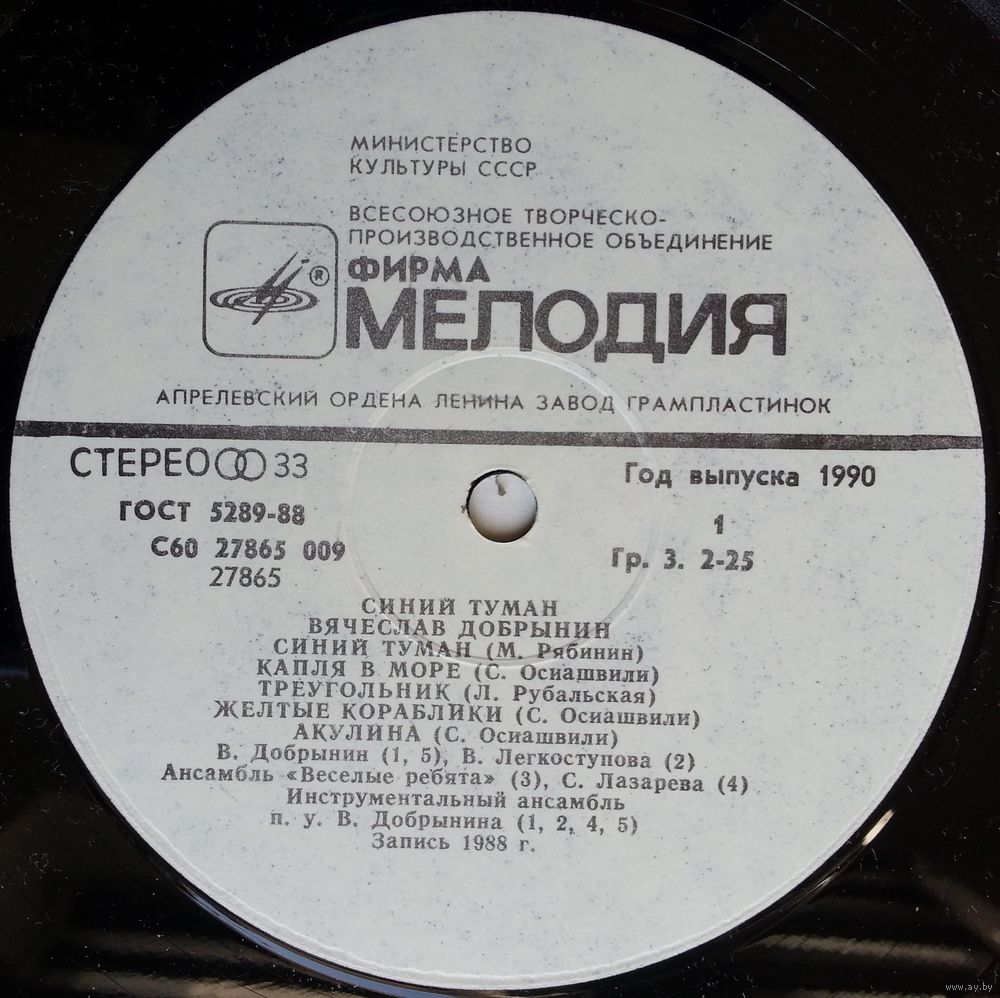 МИНИСТЕРСТВО
КУЛЬТУРЫ СССР
ВСЕСОЮЗНОЕ ТВОРЧЕСКО-
ПРОИЗВОДСТВЕННОЕ ОБЪЕДИНЕНИЕ
ФИРМА
®
МЕЛОДИЯ
АПРЕЛЕВСКИЙ ОРДЕНА ЛЕНИНА ЗАВОД ГРАМПЛАСТИНОК
СТЕРЕО 33
Год выпуска 1990
ГОСТ 5289-88
1
С60 27865 009
Гр. 3. 2-25
27865
СИНИЙ ТУМАН
ВЯЧЕСЛАВ ДОБРЫНИН
СИНИЙ ТУМАН (М. Рябинин)
КАПЛЯ В МОРЕ (С. Осиашвили)
ТРЕУГОЛЬНИК (Л. Рубальская)
ЖЕЛТЫЕ КОРАБЛИКИ (С. Осиашвили)
АКУЛИНА (С. Осиашвили)
В. Добрынин (1, 5), В. Легкоступова (2)
Ансамбль «Веселые ребята» (3), С. Лазарева (4)
Инструментальный ансамбль
п. у. В. Добрынина (1, 2, 4, 5)
Запись 1988 г.
www.ay.by